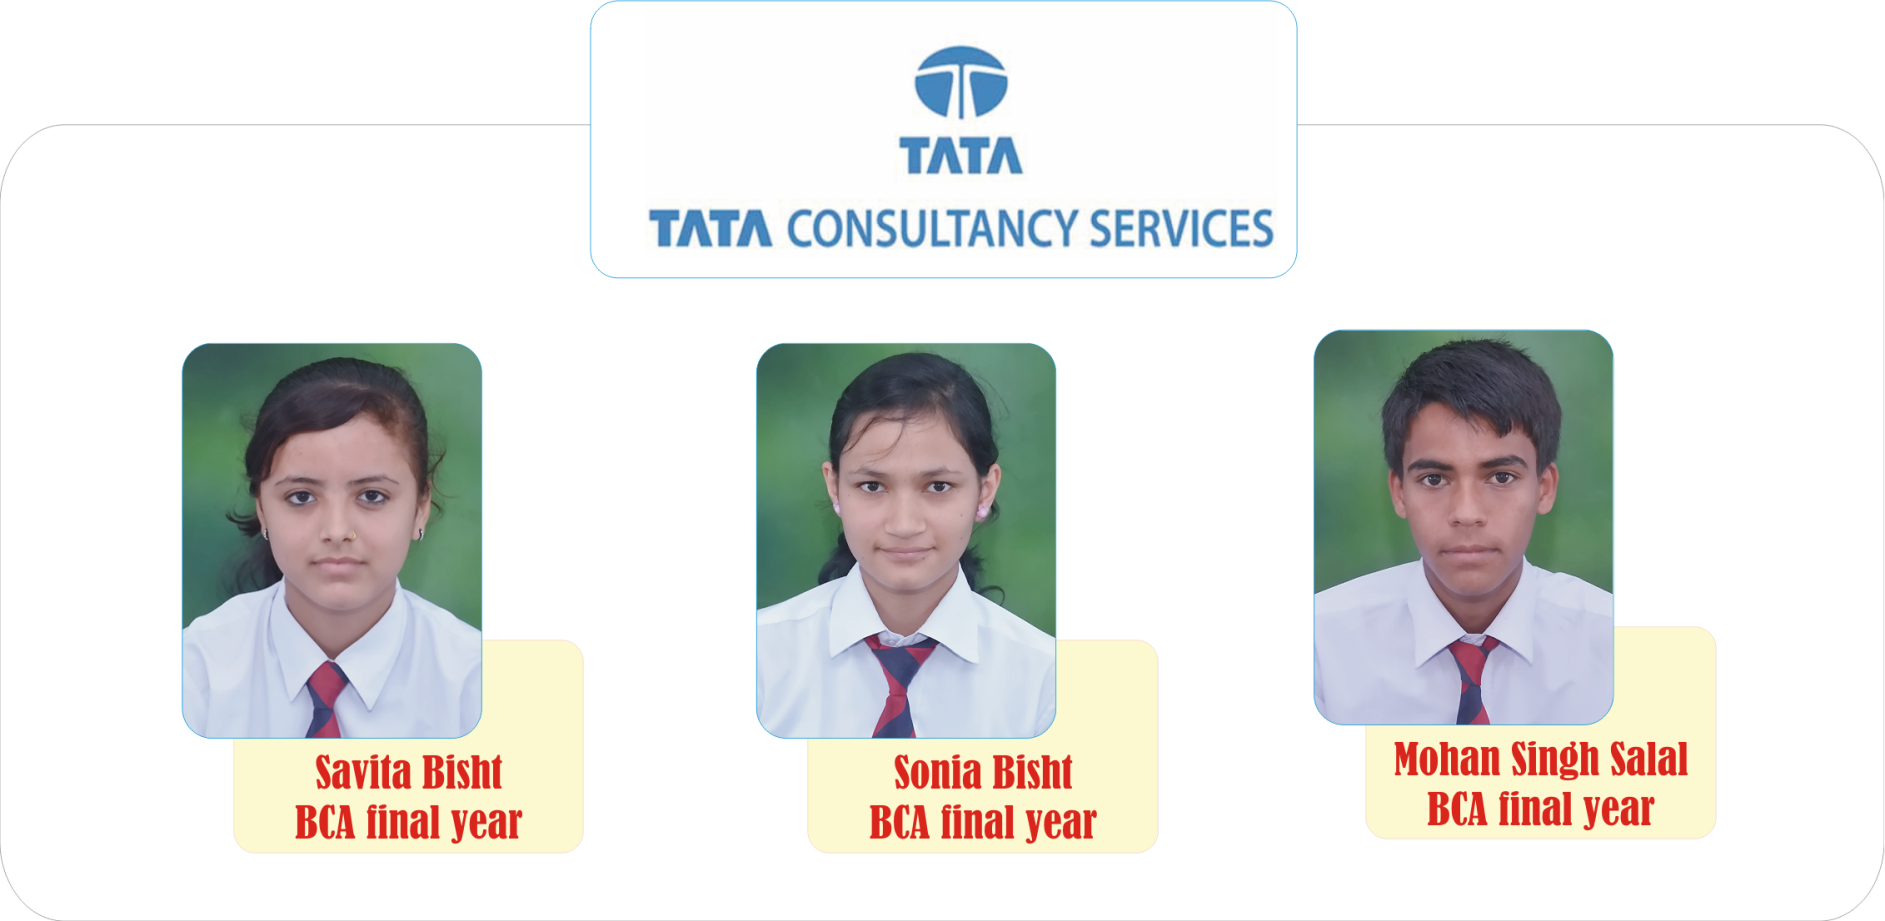 TATA
TATA CONSULTANCY SERVICES
Savita Bisht
BCA final year
Sonia Bisht
BCA final year
Mohan Singh Salal
BCA final year